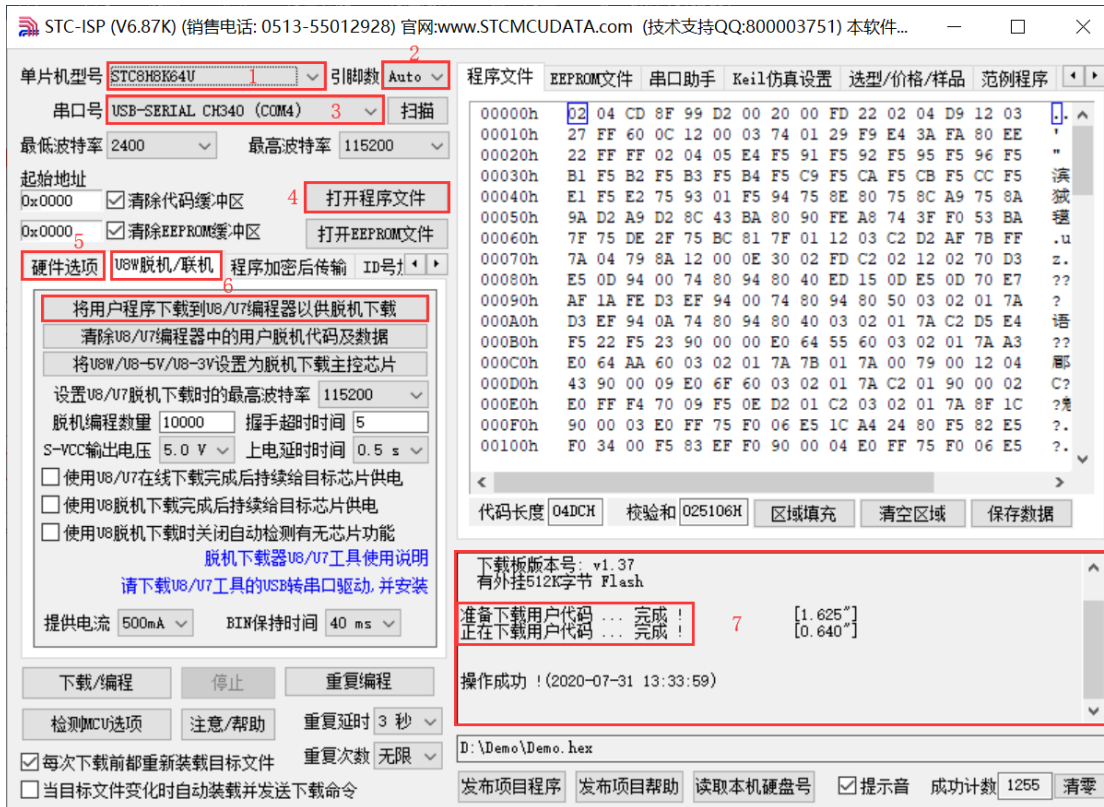 STC-ISP (V6.87K) (销售电话: 0513-55012928) 官网:www.STCMCUDATA.com (技术支持QQ:800003751) 本软件...
单片机型号 STC8H8K64U 1 引脚数 2 Auto
串口号 USB-SERIAL CH340 (COM4) 3 扫描
最低波特率 2400 最高波特率 115200
起始地址
0x0000 清除代码缓冲区 4 打开程序文件
0x0000 清除EEPROM缓冲区 打开EEPROM文件
5
硬件选项 U8W脱机/联机 程序加密后传输 ID号
6
将用户程序下载到U8/U7编程器以供脱机下载
清除U8/U7编程器中的用户脱机代码及数据
将U8W/U8-5V/U8-3V设置为脱机下载主控芯片
设置U8/U7脱机下载时的最高波特率 115200
脱机编程数量 10000 握手超时时间 5
S-VCC输出电压 5.0 V 上电延时时间 0.5 s
使用U8/U7在线下载完成后持续给目标芯片供电
使用U8脱机下载完成后持续给目标芯片供电
使用U8脱机下载时关闭自动检测有无芯片功能
脱机下载器U8/U7工具使用说明
请下载U8/U7工具的USB转串口驱动,并安装
提供电流 500mA BIN保持时间 40 ms
下载/编程 停止 重复编程
检测MCU选项 注意/帮助 重复延时 3 秒
每次下载前都重新装载目标文件 重复次数 无限
当目标文件变化时自动装载并发送下载命令
程序文件 EEPROM文件 串口助手 Keil仿真设置 选型/价格/样品 范例程序
00000h 02 04 CD 8F 99 D2 00 20 00 FD 22 02 04 D9 12 03 ..
00010h 27 FF 60 0C 12 00 03 74 01 29 F9 E4 3A FA 80 EE '
00020h 22 FF FF 02 04 05 E4 F5 91 F5 92 F5 95 F5 96 F5 "
00030h B1 F5 B2 F5 B3 F5 B4 F5 C9 F5 CA F5 CB F5 CC F5
00040h E1 F5 E2 75 93 01 F5 94 75 8E 80 75 8C A9 75 8A
00050h 9A D2 A9 D2 8C 43 BA 80 90 FE A8 74 3F F0 53 BA
00060h 7F 75 DE 2F 75 BC 81 7F 01 12 03 C2 D2 AF 7B FF .u
00070h 7A 04 79 8A 12 00 0E 30 02 FD C2 02 12 02 70 D3 z.
00080h E5 0D 94 00 74 80 94 80 40 ED 15 0D E5 0D 70 E7 ??
00090h AF 1A FE D3 EF 94 00 74 80 94 80 50 03 02 01 7A ?
000A0h D3 EF 94 0A 74 80 94 80 40 03 02 01 7A C2 D5 E4 语
000B0h F5 22 F5 23 90 00 00 E0 64 55 60 03 02 01 7A A3 ??
000C0h E0 64 AA 60 03 02 01 7A 7B 01 7A 00 79 00 12 04
000D0h 43 90 00 09 E0 6F 60 03 02 01 7A C2 01 90 00 02 C?
000E0h E0 FF F4 70 09 F5 0E D2 01 C2 03 02 01 7A 8F 1C
000F0h 90 00 03 E0 FF 75 F0 06 E5 1C A4 24 80 F5 82 E5 ?.
00100h F0 34 00 F5 83 EF F0 90 00 04 E0 FF 75 F0 06 E5 ?.
代码长度 04DCH 校验和 025106H 区域填充 清空区域 保存数据
下载板版本号: v1.37
有外挂512K字节 Flash
准备下载用户代码 ... 完成 ! [1.625"]
正在下载用户代码 ... 完成 ! 7 [0.640"]
操作成功 !(2020-07-31 13:33:59)
D:\Demo\Demo.hex
发布项目程序 发布项目帮助 读取本机硬盘号 提示音 成功计数 1255 清零